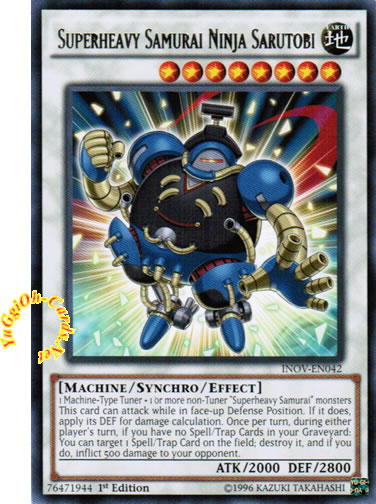 SUPERHEAVY SAMURAI NINJA SARUTOBI
EARTH
地
YuGgiOh-Cards.Net
INOV-EN042
[MACHINE/SYNCHRO/EFFECT]
1 Machine-Type Tuner + 1 or more non-Tuner "Superheavy Samurai" monsters
This card can attack while in face-up Defense Position. If it does,
apply its DEF for damage calculation. Once per turn, during either
player's turn, if you have no Spell/Trap Cards in your Graveyard:
You can target 1 Spell/Trap Card on the field; destroy it, and if you
do, inflict 500 damage to your opponent.
ATK/2000 DEF/2800
76471944 1st Edition ©1996 KAZUKI TAKAHASHI